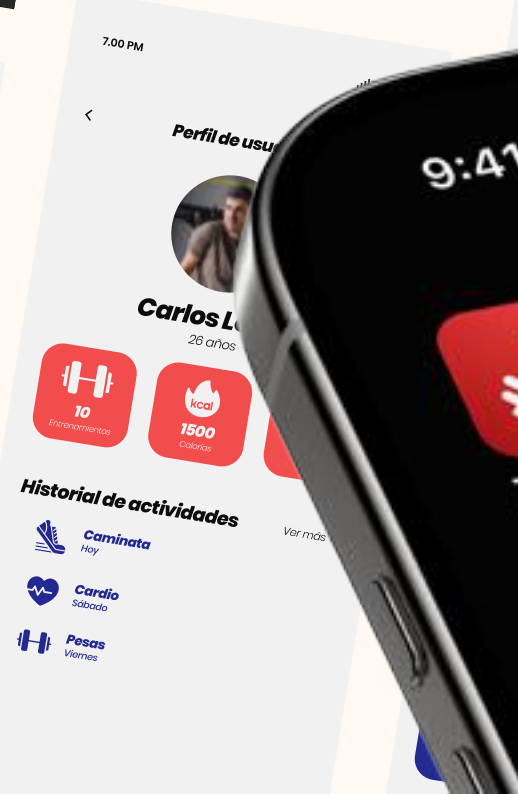 7.00 PM
9:41
Perfil de
Carlos
26 años
kcal
10
Entrenamientos
1500
Calorías
Historial de actividades
Ver más
Caminata
Hoy
Cardio
Sábado
Pesas
Viernes